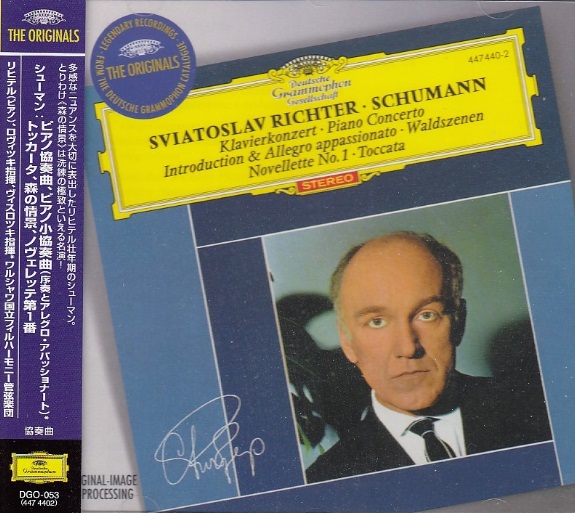 THE ORIGINALS
多感なニュアンスを大切に表出したリヒテル壮年期のシューマン。
とりわけ《森の情景》は洗練の極致といえる名演！
シューマン：ピアノ協奏曲、ピアノ小協奏曲(序奏とアレグロ・アパッショナート)。
トッカータ、森の情景、ノヴェレッテ第1番
リヒテル(ピアノ)、ロヴィツキ指揮、ヴィスロツキ指揮、ワルシャワ国立フィルハーモニー管弦楽団
協奏曲
DGO-053
(447 4402)
LEGENDARY RECORDINGS
THE ORIGINALS
FROM THE DEUTSCHE GRAMMOPHON CATALOGUE
447 440-2
Deutsche
Grammophon
Gesellschaft
SVIATOSLAV RICHTER · SCHUMANN
Klavierkonzert · Piano Concerto
Introduction & Allegro appassionato · Waldszenen
Novellette No. 1 · Toccata
STEREO
GINAL-IMAGE
PROCESSING